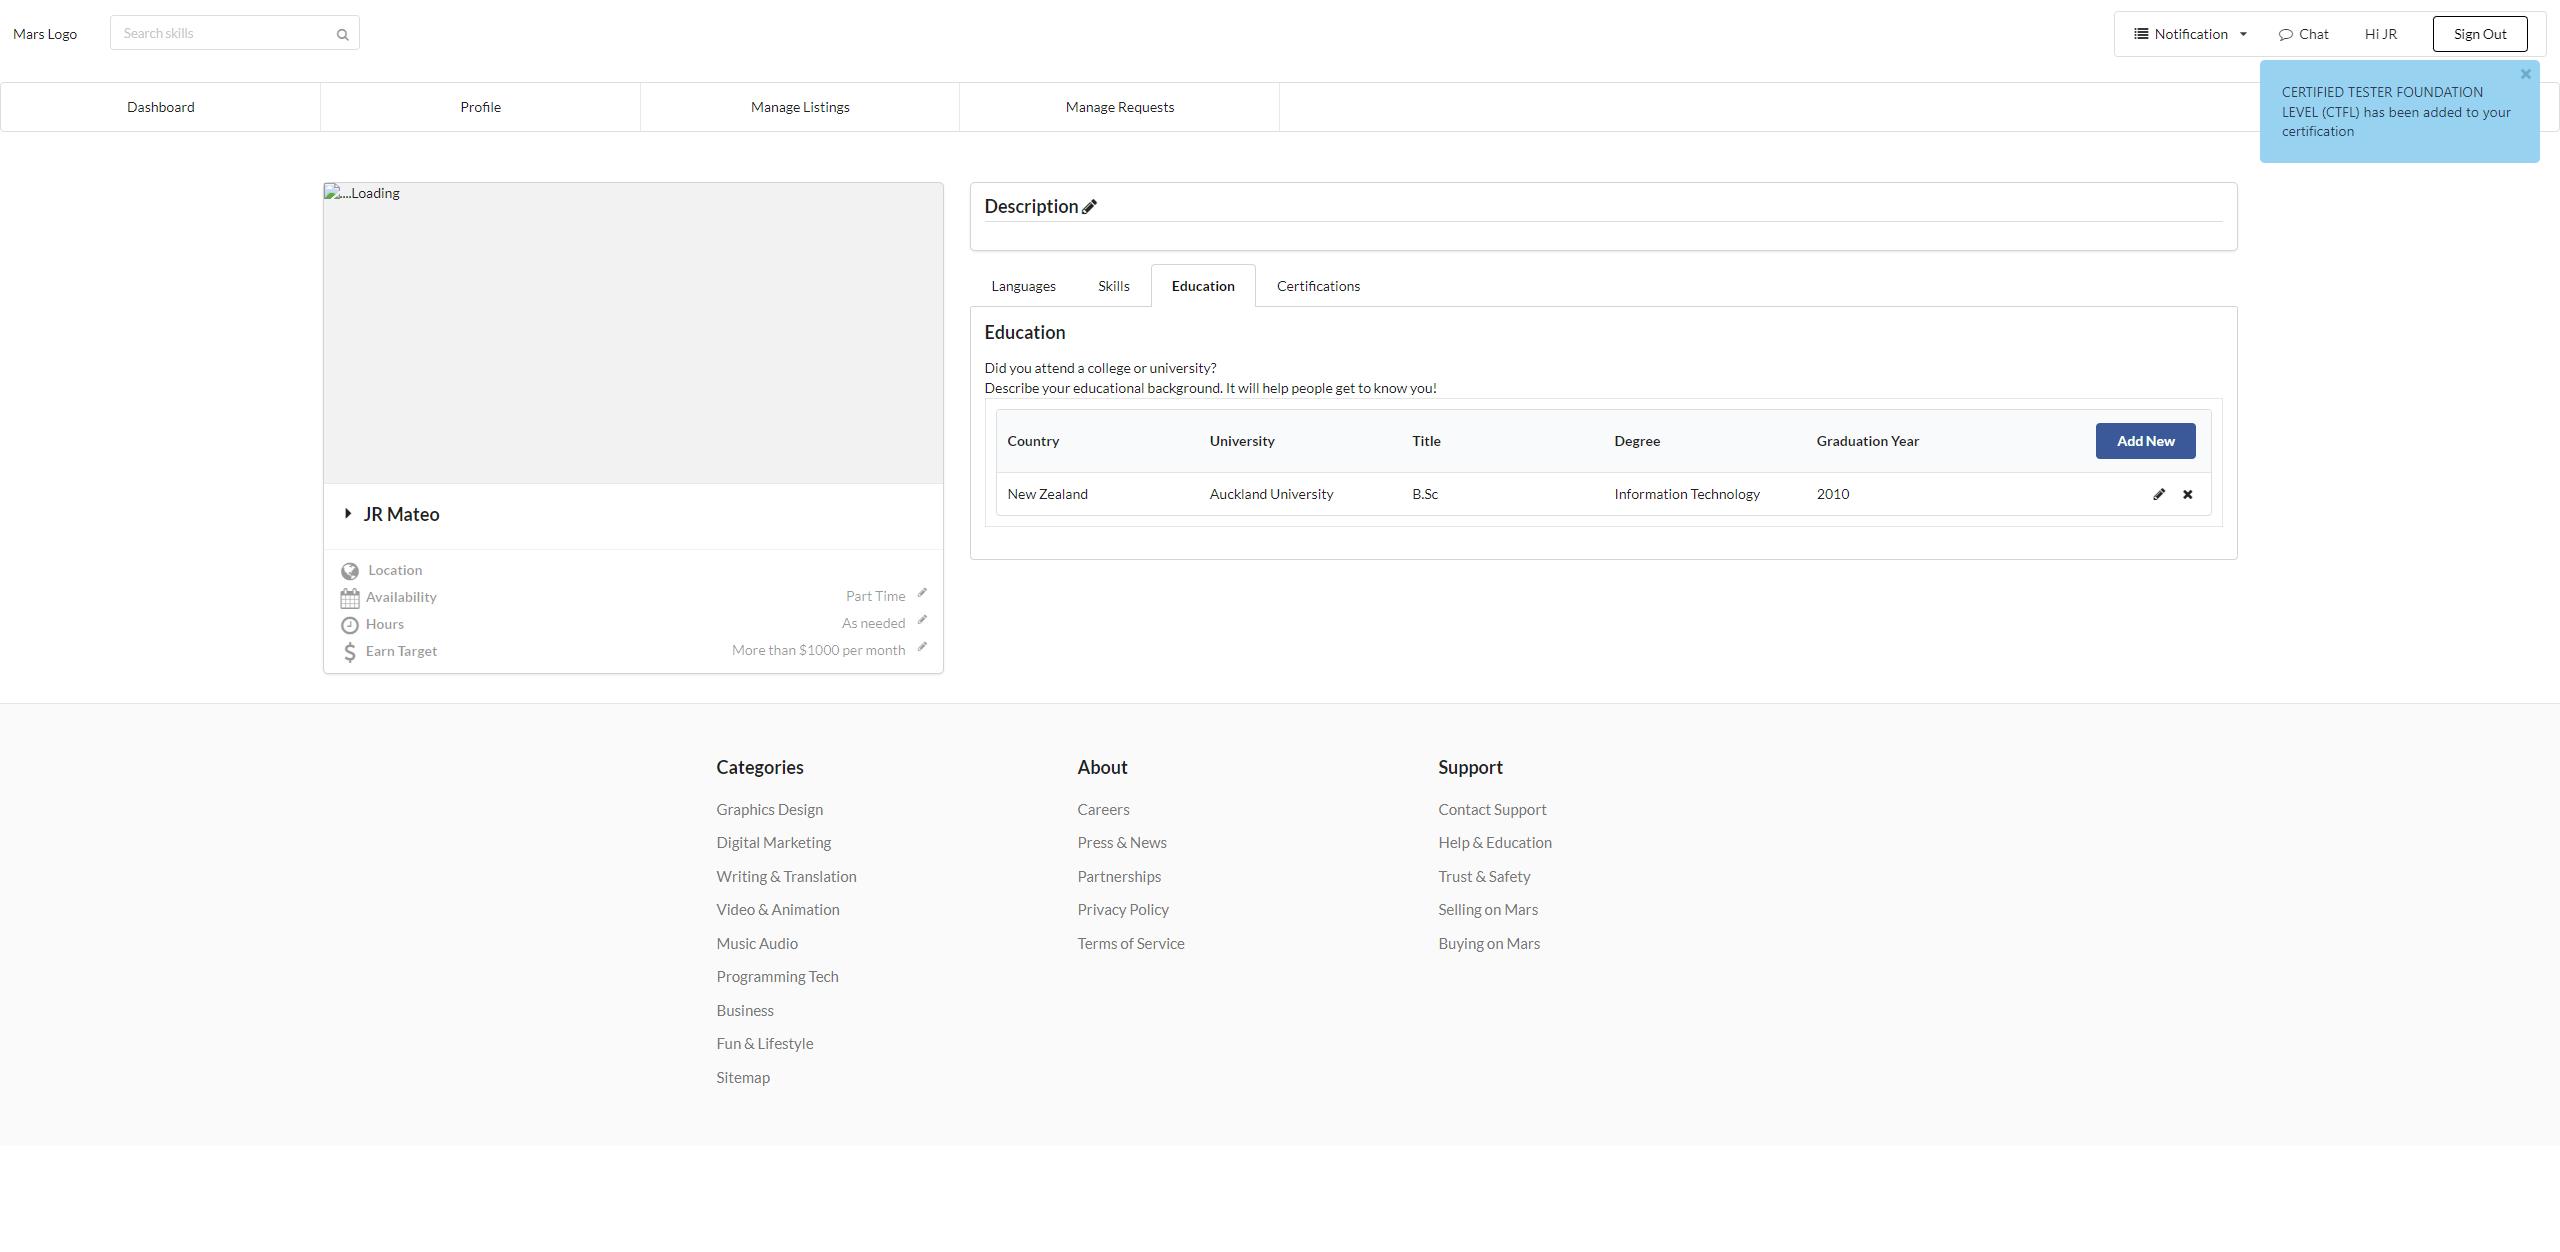 Mars Logo
Search skills
Notification
Chat
Hi JR
Sign Out
Dashboard
Profile
Manage Listings
Manage Requests
CERTIFIED TESTER FOUNDATION
LEVEL (CTFL) has been added to your
certification
....Loading
JR Mateo
Location
Availability Part Time
Hours As needed
Earn Target More than $1000 per month
Description
Languages Skills Education Certifications
Education
Did you attend a college or university?
Describe your educational background. It will help people get to know you!
Country University Title Degree Graduation Year Add New
New Zealand Auckland University B.Sc Information Technology 2010
Categories
Graphics Design
Digital Marketing
Writing & Translation
Video & Animation
Music Audio
Programming Tech
Business
Fun & Lifestyle
Sitemap
About
Careers
Press & News
Partnerships
Privacy Policy
Terms of Service
Support
Contact Support
Help & Education
Trust & Safety
Selling on Mars
Buying on Mars